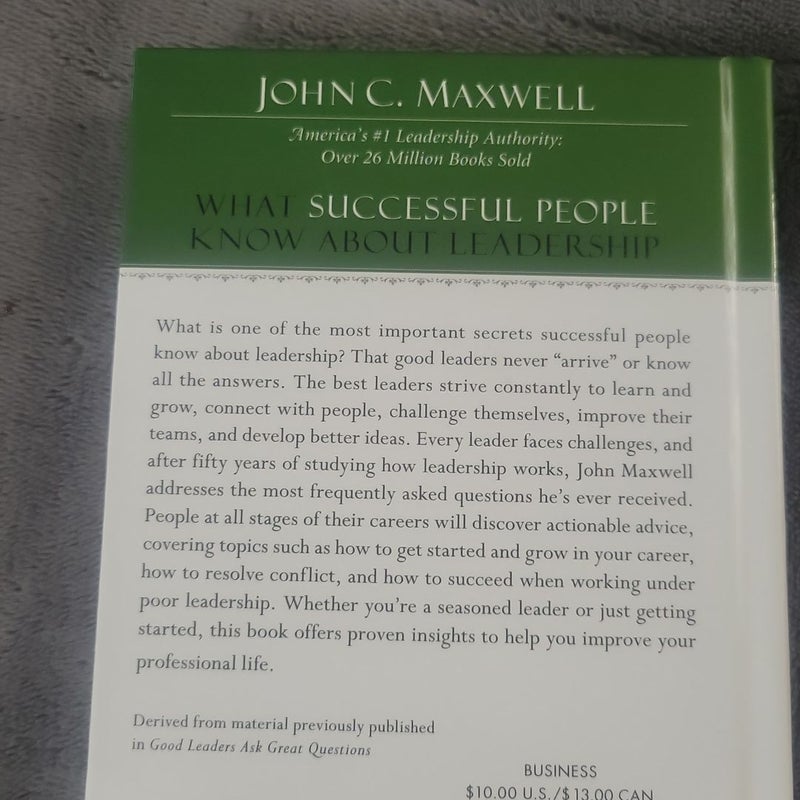 JOHN C. MAXWELL
America's #1 Leadership Authority:
Over 26 Million Books Sold
WHAT SUCCESSFUL PEOPLE
KNOW ABOUT LEADERSHIP
What is one of the most important secrets successful people
know about leadership? That good leaders never “arrive” or know
all the answers. The best leaders strive constantly to learn and
grow, connect with people, challenge themselves, improve their
teams, and develop better ideas. Every leader faces challenges, and
after fifty years of studying how leadership works, John Maxwell
addresses the most frequently asked questions he's ever received.
People at all stages of their careers will discover actionable advice,
covering topics such as how to get started and grow in your career,
how to resolve conflict, and how to succeed when working under
poor leadership. Whether you're a seasoned leader or just getting
started, this book offers proven insights to help you improve your
professional life.
Derived from material previously published
in Good Leaders Ask Great Questions
BUSINESS
$10.00 U.S./$13.00 CAN